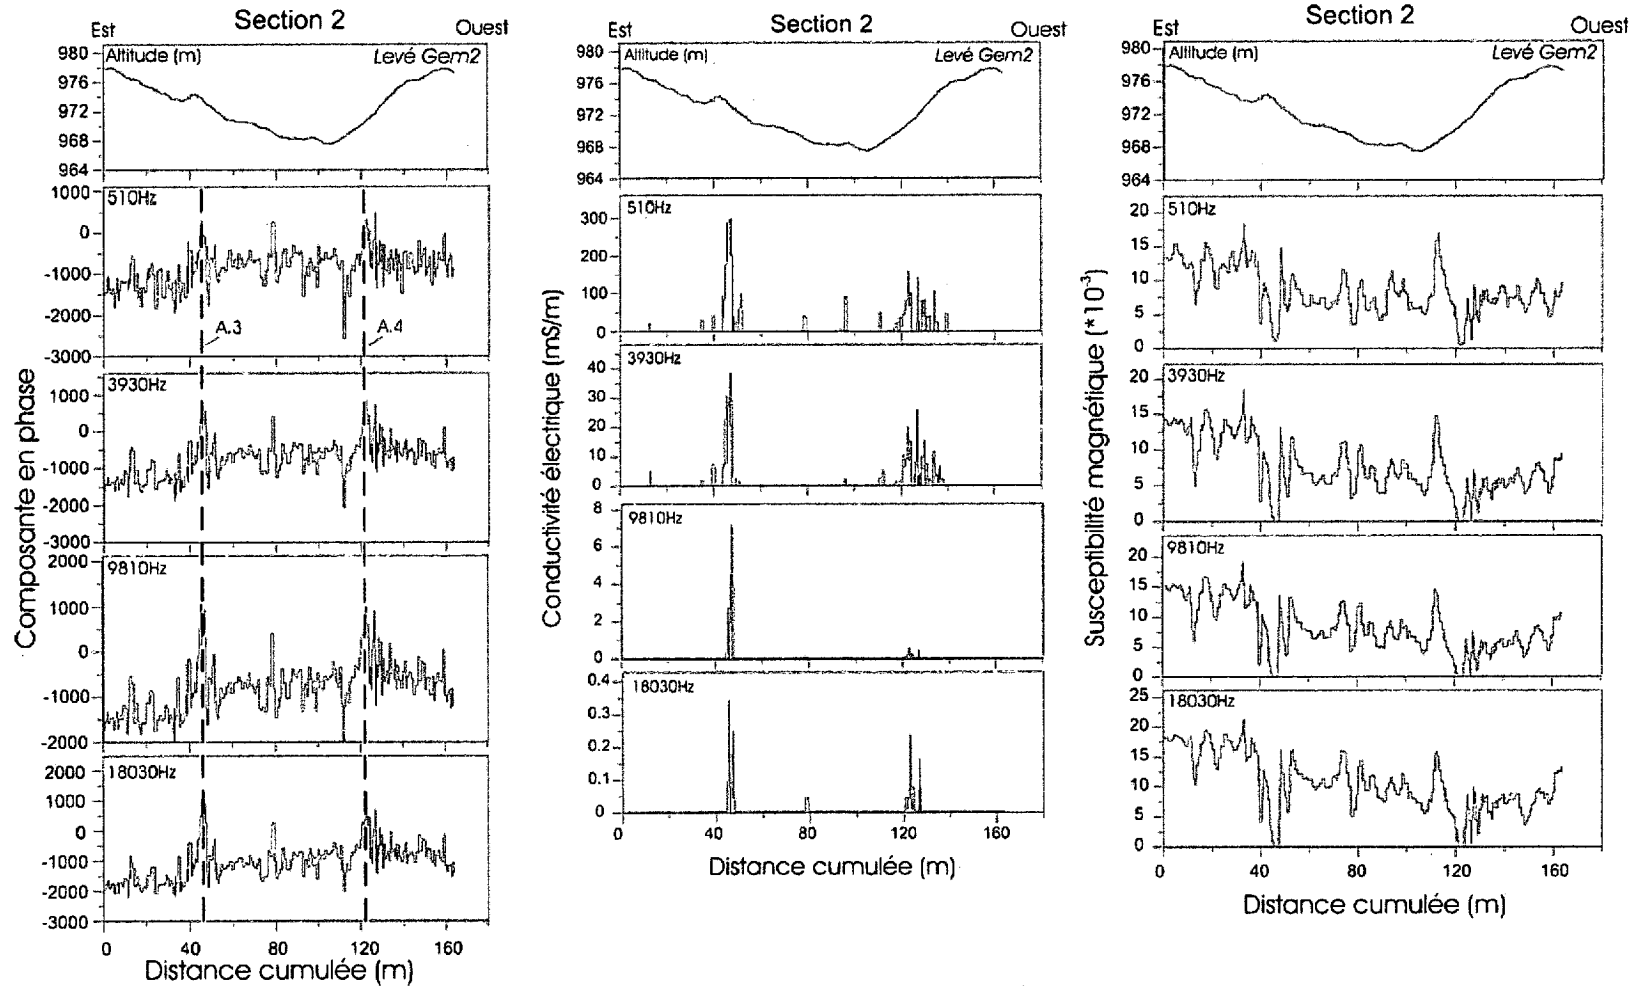 Est
Section 2
Ouest
980
976
972
968
964
Altitude (m)
Levé Gem2
1000
0
-1000
-2000
-3000
510Hz
A.3
A.4
1000
0
-1000
-2000
-3000
3930Hz
2000
1000
0
-1000
-2000
9810Hz
2000
1000
0
-1000
-2000
-3000
18030Hz
Composante en phase
0
40
80
120
160
Distance cumulée (m)
Est
Section 2
Ouest
980
976
972
968
964
Altitude (m)
Levé Gem2
300
200
100
0
510Hz
40
30
20
10
0
3930Hz
8
6
4
2
0
9810Hz
0.4
0.3
0.2
0.1
0
18030Hz
Conductivité électrique (mS/m)
0
40
80
120
160
Distance cumulée (m)
Est
Section 2
Ouest
980
976
972
968
964
Altitude (m)
Levé Gem2
20
15
10
5
0
510Hz
20
15
10
5
0
3930Hz
20
15
10
5
0
9810Hz
25
20
15
10
5
0
18030Hz
Susceptibilité magnétique (*10⁻³)
0
40
80
120
160
Distance cumulée (m)